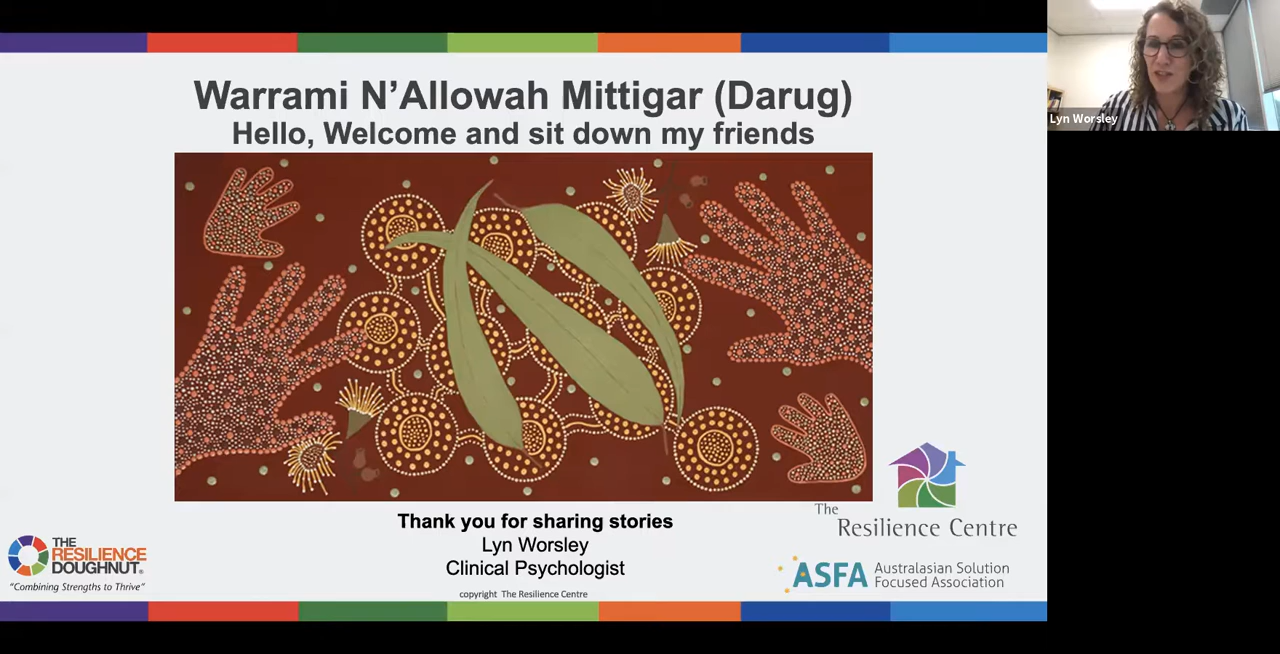 Warrami N'Allowah Mittigar (Darug)
Hello, Welcome and sit down my friends
Lyn Worsley
Thank you for sharing stories
Lyn Worsley
Clinical Psychologist
copyright The Resilience Centre
THE
RESILIENCE
DOUGHNUT®
"Combining Strengths to Thrive"
The
Resilience Centre
ASFA
Australasian Solution
Focused Association